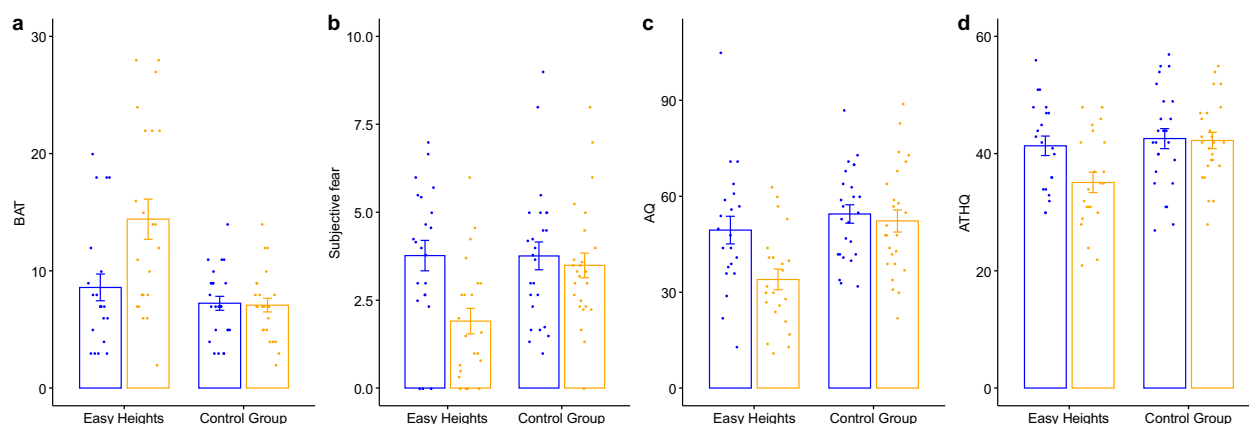 a
BAT
30
20
10
0
Easy Heights Control Group
b
Subjective fear
10.0
7.5
5.0
2.5
0.0
Easy Heights Control Group
c
AQ
90
60
30
0
Easy Heights Control Group
d
ATHQ
60
40
20
0
Easy Heights Control Group